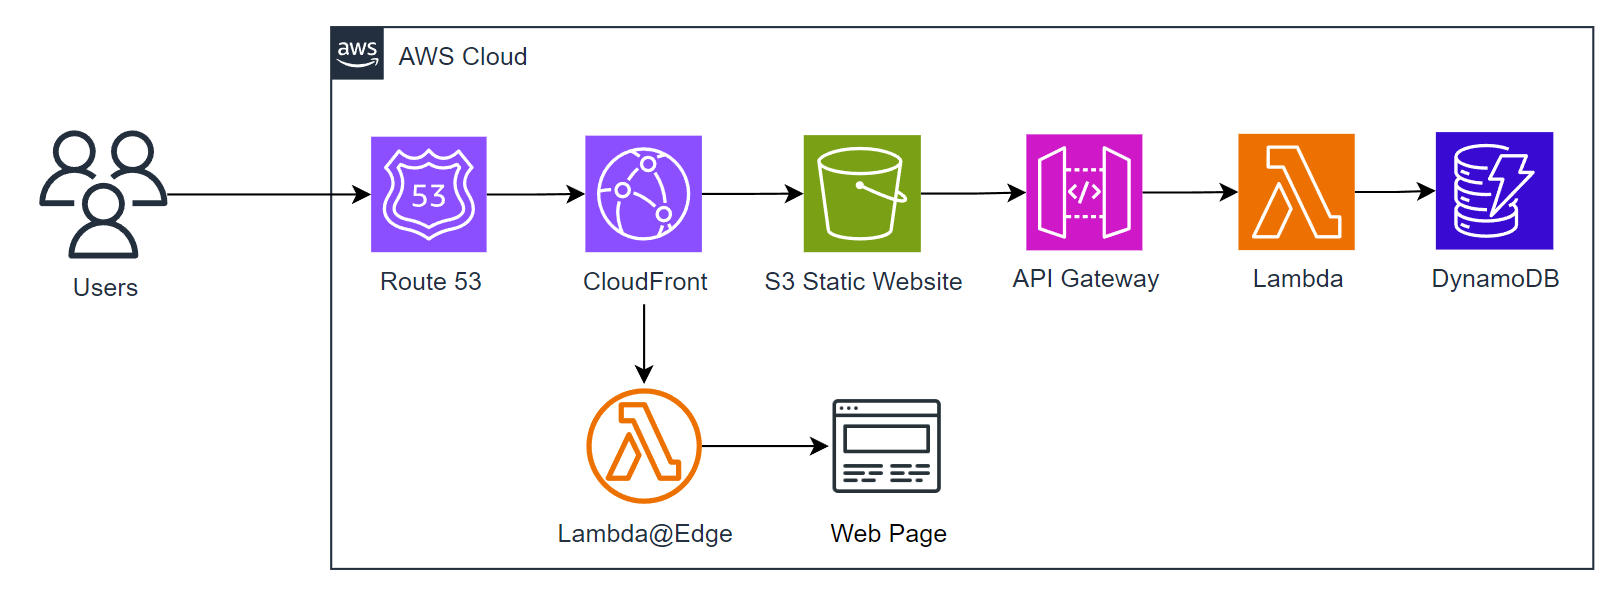 aws
AWS Cloud
53
</>
Users
Route 53
CloudFront
S3 Static Website
API Gateway
Lambda
DynamoDB
Lambda@Edge
Web Page